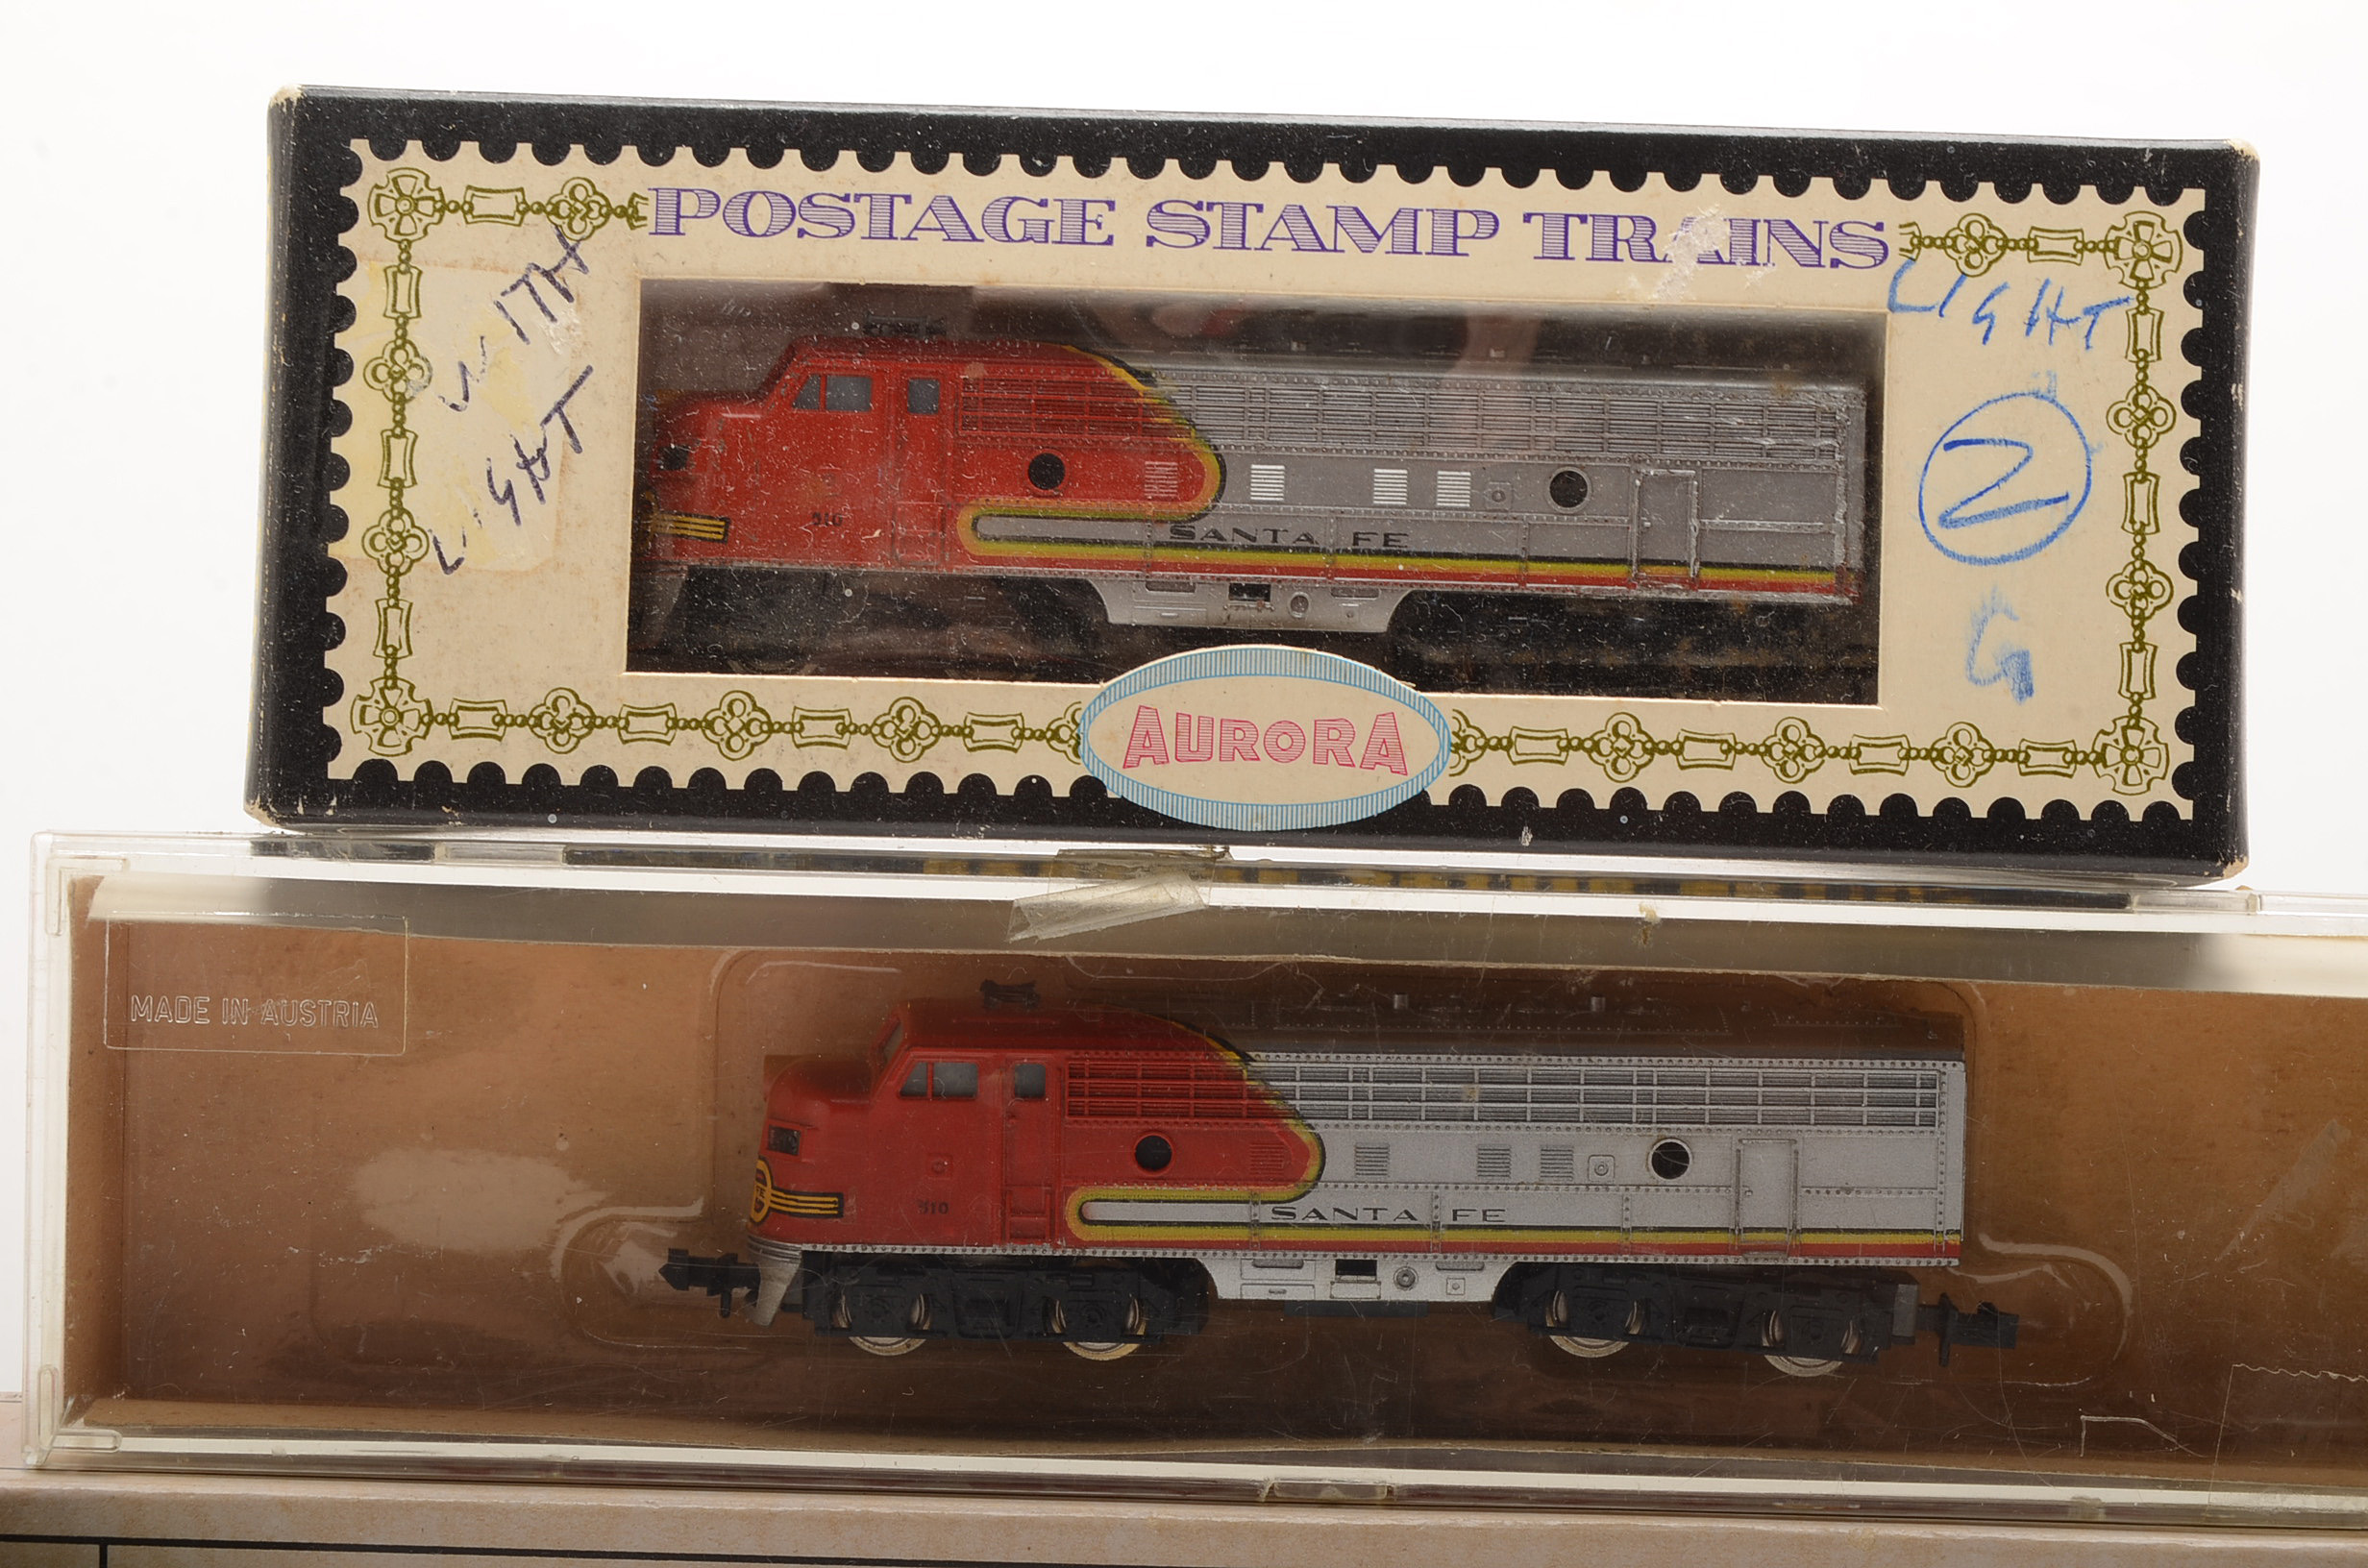 POSTAGE STAMP TRAINS
WITH
LIGHT
LIGHT
2
G
510
SANTA FE
AURORA
MADE IN AUSTRIA
510
SANTA FE